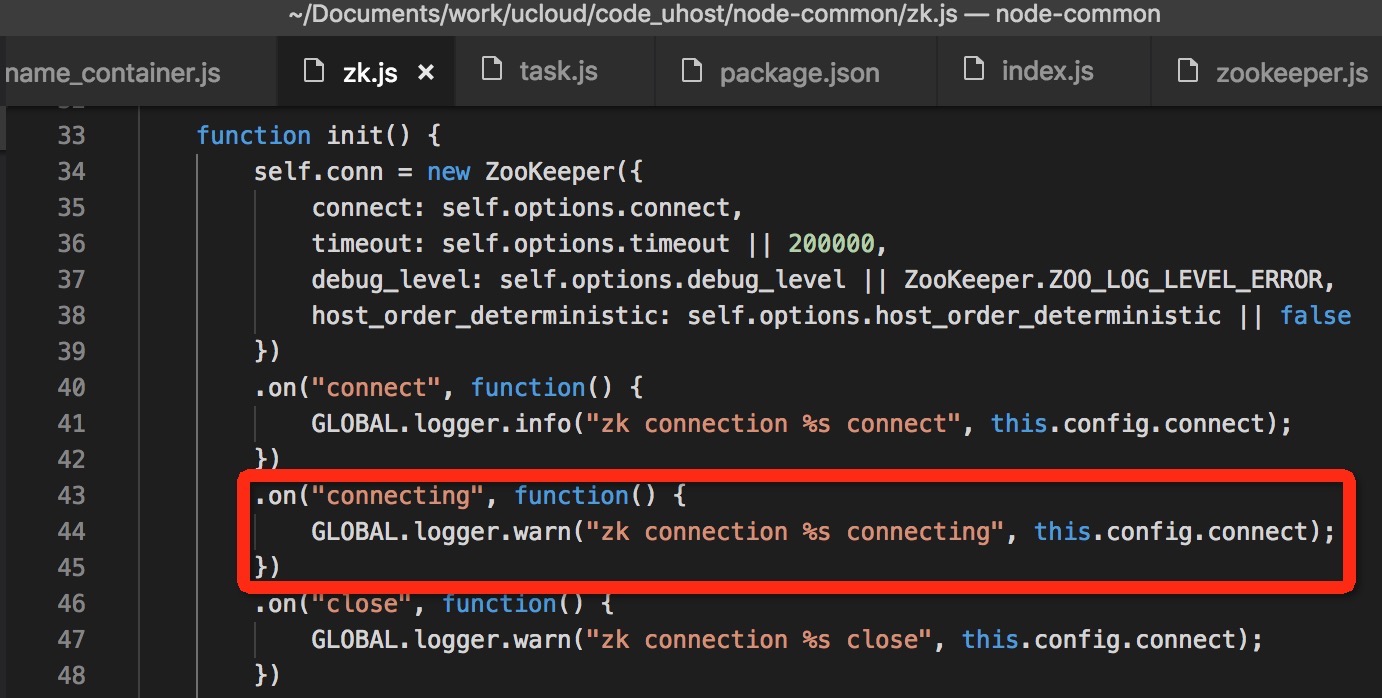 ~/Documents/work/ucloud/code_uhost/node-common/zk.js — node-common
name_container.js zk.js × task.js package.json index.js zookeeper.js
33 function init() {
34 self.conn = new ZooKeeper({
35 connect: self.options.connect,
36 timeout: self.options.timeout || 200000,
37 debug_level: self.options.debug_level || ZooKeeper.ZOO_LOG_LEVEL_ERROR,
38 host_order_deterministic: self.options.host_order_deterministic || false
39 })
40 .on("connect", function() {
41 GLOBAL.logger.info("zk connection %s connect", this.config.connect);
42 })
43 .on("connecting", function() {
44 GLOBAL.logger.warn("zk connection %s connecting", this.config.connect);
45 })
46 .on("close", function() {
47 GLOBAL.logger.warn("zk connection %s close", this.config.connect);
48 })